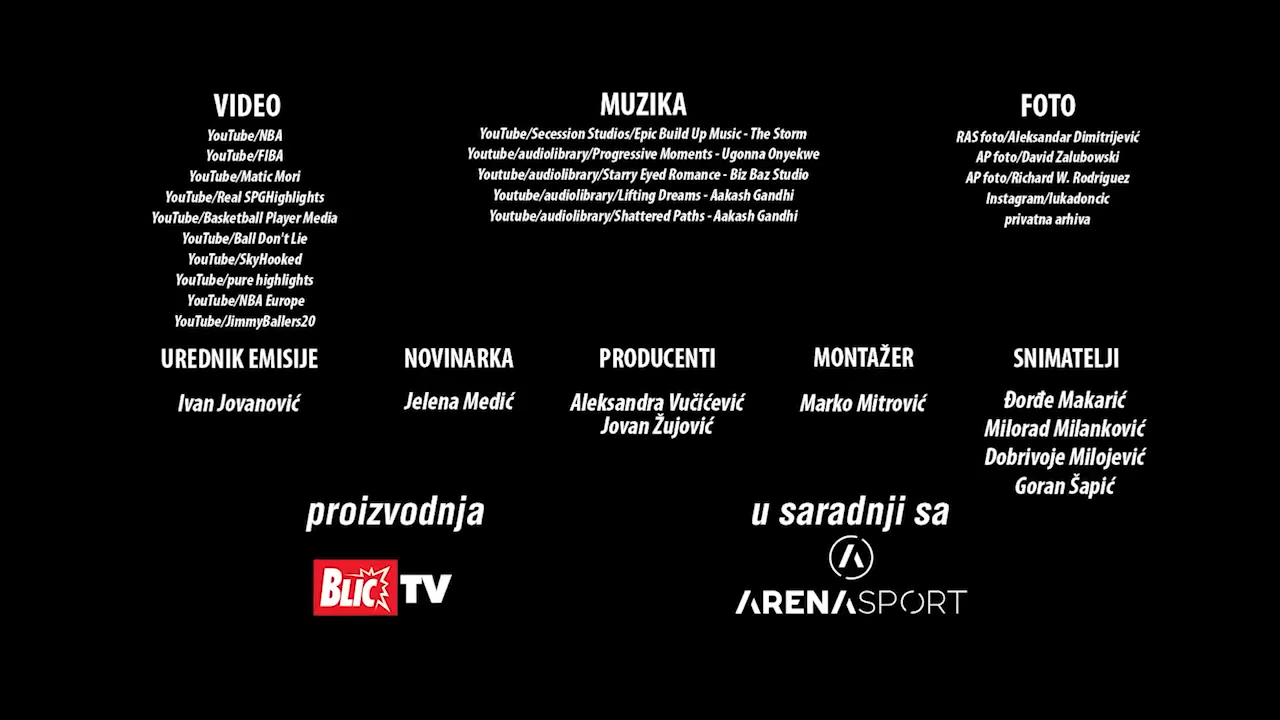 VIDEO
YouTube/NBA
YouTube/FIBA
YouTube/Matic Mori
YouTube/Real SPGHighlights
YouTube/Basketball Player Media
YouTube/Ball Don't Lie
YouTube/SkyHooked
YouTube/pure highlights
YouTube/NBA Europe
YouTube/JimmyBallers20
MUZIKA
YouTube/Secession Studios/Epic Build Up Music - The Storm
Youtube/audiolibrary/Progressive Moments - Ugonna Onyekwe
Youtube/audiolibrary/Starry Eyed Romance - Biz Baz Studio
Youtube/audiolibrary/Lifting Dreams - Aakash Gandhi
Youtube/audiolibrary/Shattered Paths - Aakash Gandhi
FOTO
RAS foto/Aleksandar Dimitrijević
AP foto/David Zalubowski
AP foto/Richard W. Rodriguez
Instagram/lukadoncic
privatna arhiva
UREDNIK EMISIJE
Ivan Jovanović
NOVINARKA
Jelena Medić
PRODUCENTI
Aleksandra Vučićević
Jovan Žujović
MONTAŽER
Marko Mitrović
SNIMATELJI
Đorđe Makarić
Milorad Milanković
Dobrivoje Milojević
Goran Šapić
proizvodnja
BLIC TV
u saradnji sa
ARENASPORT